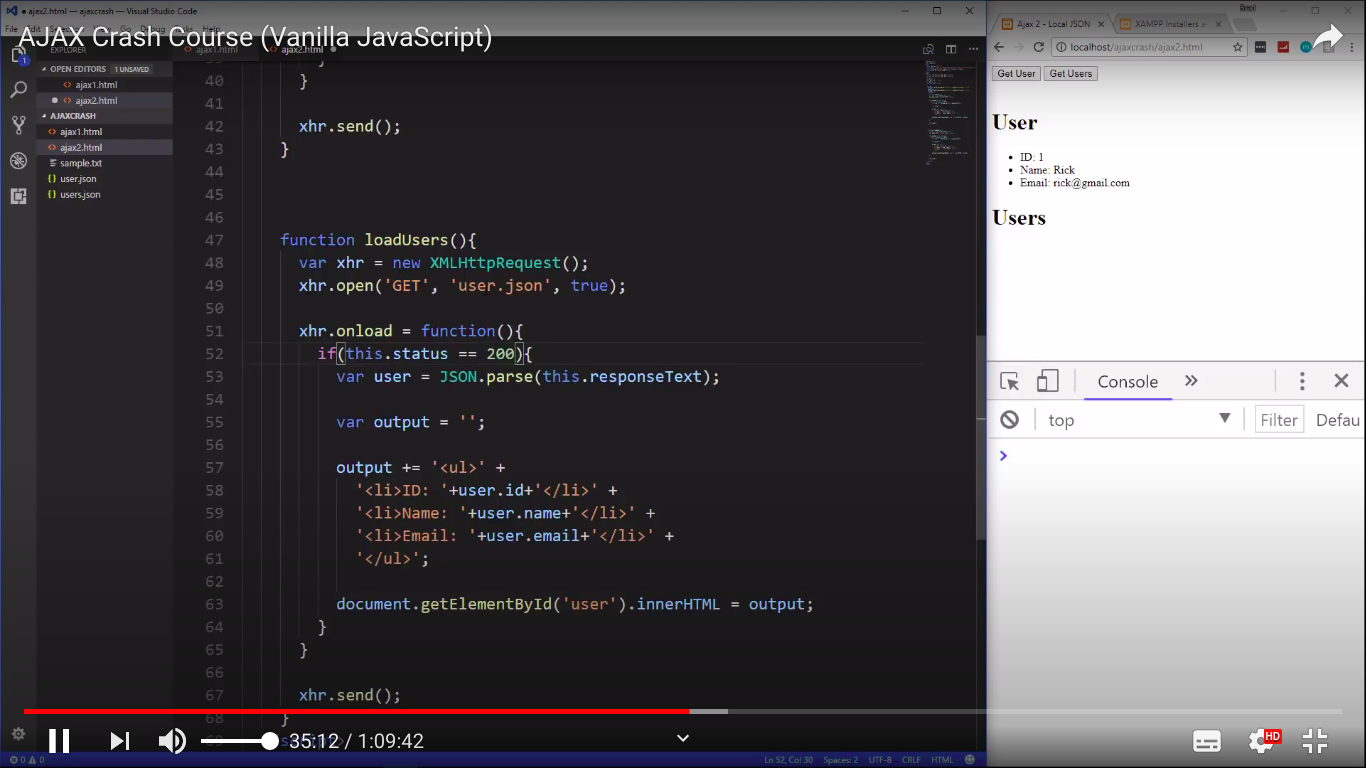 ajax2.html — ajaxcrash — Visual Studio Code
AJAX Crash Course (Vanilla JavaScript)
EXPLORER
OPEN EDITORS 1 UNSAVED
ajax1.html
ajax2.html
AJAXCRASH
ajax1.html
ajax2.html
sample.txt
user.json
users.json
1
ajax1.html
ajax2.html
40 }
41
42 xhr.send();
43 }
44
45
46
47 function loadUsers(){
48 var xhr = new XMLHttpRequest();
49 xhr.open('GET', 'user.json', true);
50
51 xhr.onload = function(){
52 if(this.status == 200){
53 var user = JSON.parse(this.responseText);
54
55 var output = '';
56
57 output += '<ul>' +
58 '<li>ID: '+user.id+'</li>' +
59 '<li>Name: '+user.name+'</li>' +
60 '<li>Email: '+user.email+'</li>' +
61 '</ul>';
62
63 document.getElementById('user').innerHTML = output;
64 }
65 }
66
67 xhr.send();
68 }
35:11 / 1:09:42
HD
0 0
Ln 52, Col 30 Spaces: 2 UTF-8 CRLF HTML
Brad
Ajax 2 - Local JSON
XAMPP Installers
localhost/ajaxcrash/ajax2.html
Get User Get Users
User
• ID: 1
• Name: Rick
• Email: rick@gmail.com
Users
Console
top
Filter Defau